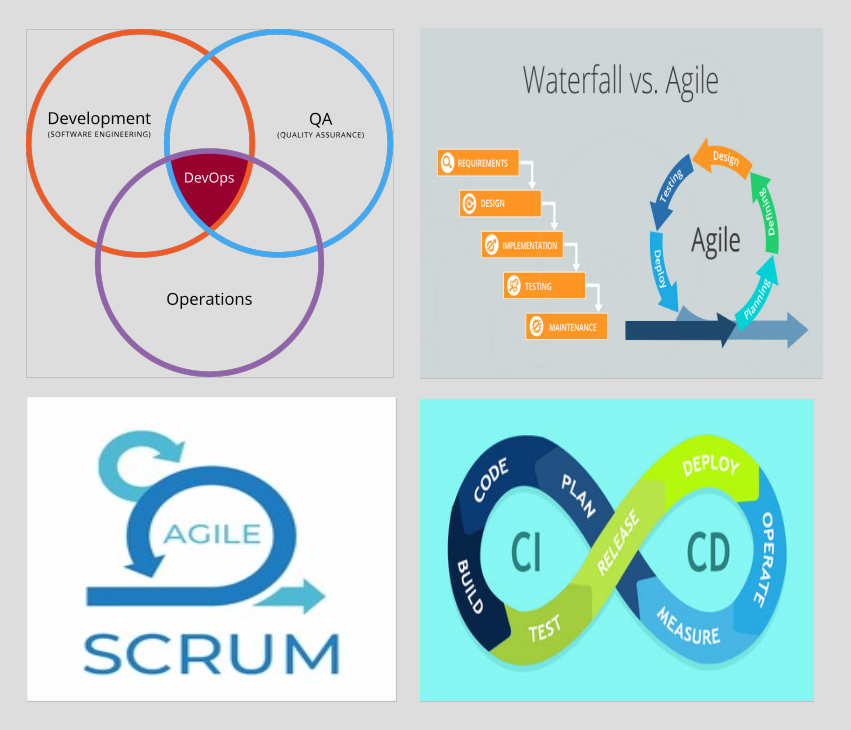 Development
(SOFTWARE ENGINEERING)
QA
(QUALITY ASSURANCE)
DevOps
Operations
Waterfall vs. Agile
REQUIREMENTS
DESIGN
IMPLEMENTATION
TESTING
MAINTENANCE
Design
Testing
Defining
Agile
Deploy
Planning
AGILE
SCRUM
CODE
PLAN
DEPLOY
CI
RELEASE
CD
OPERATE
BUILD
TEST
MEASURE